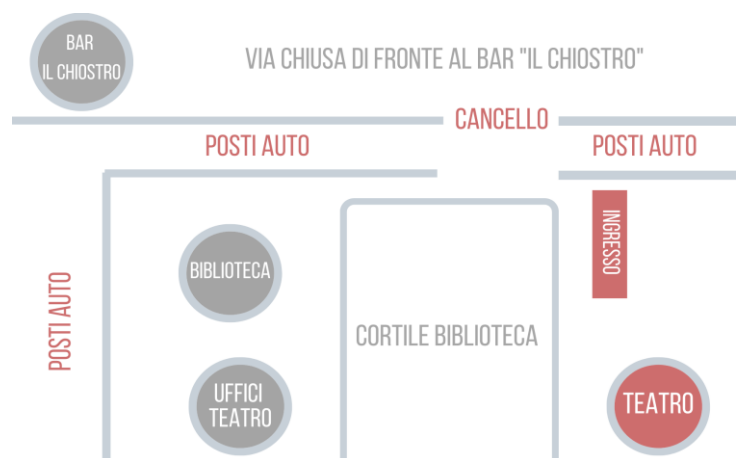 BAR
IL CHIOSTRO
VIA CHIUSA DI FRONTE AL BAR "IL CHIOSTRO"
CANCELLO
POSTI AUTO
POSTI AUTO
INGRESSO
BIBLIOTECA
POSTI AUTO
CORTILE BIBLIOTECA
UFFICI
TEATRO
TEATRO